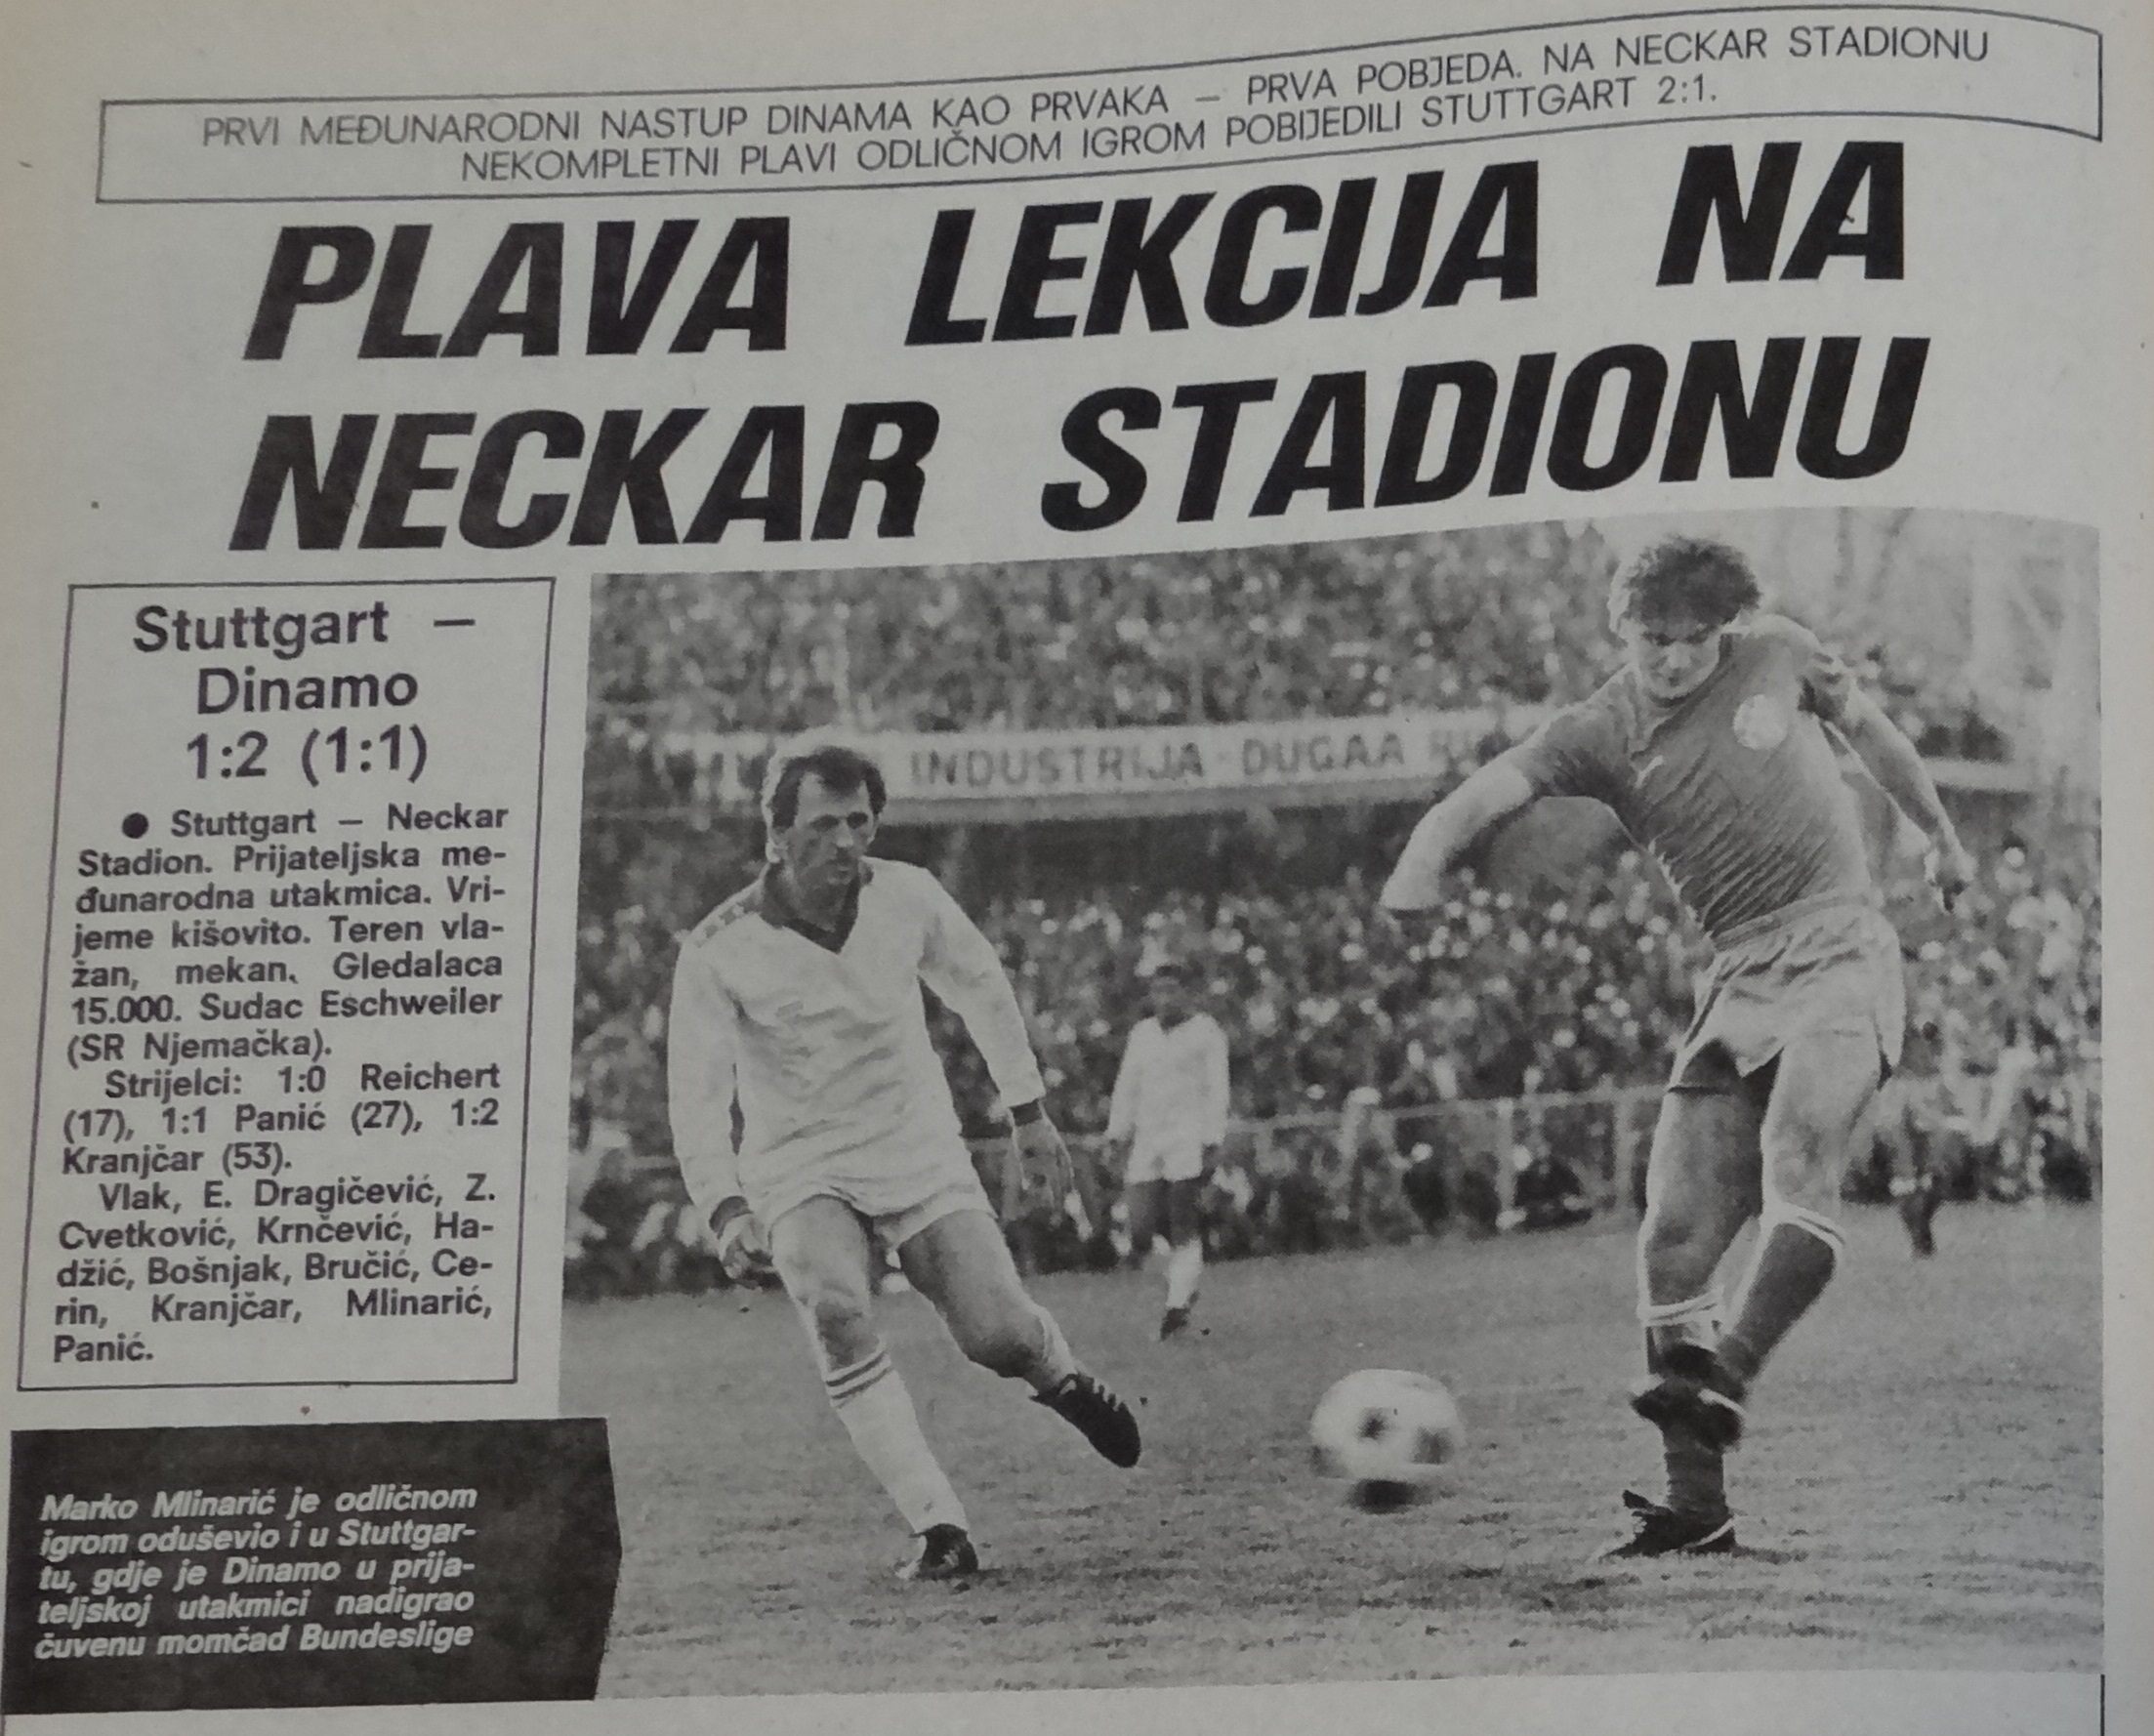 PRVI MEĐUNARODNI NASTUP DINAMA KAO PRVAKA – PRVA POBJEDA. NA NECKAR STADIONU
NEKOMPLETNI PLAVI ODLIČNOM IGROM POBIJEDILI STUTTGART 2:1.
PLAVA LEKCIJA NA
NECKAR STADIONU
Stuttgart –
Dinamo
1:2 (1:1)
● Stuttgart – Neckar
Stadion. Prijateljska me-
đunarodna utakmica. Vri-
jeme kišovito. Teren vla-
žan, mekan. Gledalaca
15.000. Sudac Eschweiler
(SR Njemačka).
Strijelci: 1:0 Reichert
(17), 1:1 Panić (27), 1:2
Kranjčar (53).
Vlak, E. Dragičević, Z.
Cvetković, Krnčević, Ha-
džić, Bošnjak, Bručić, Ce-
rin, Kranjčar, Mlinarić,
Panić.
INDUSTRIJA · DUGAA
Marko Mlinarić je odličnom
igrom oduševio i u Stuttgar-
tu, gdje je Dinamo u prija-
teljskoj utakmici nadigrao
čuvenu momčad Bundeslige